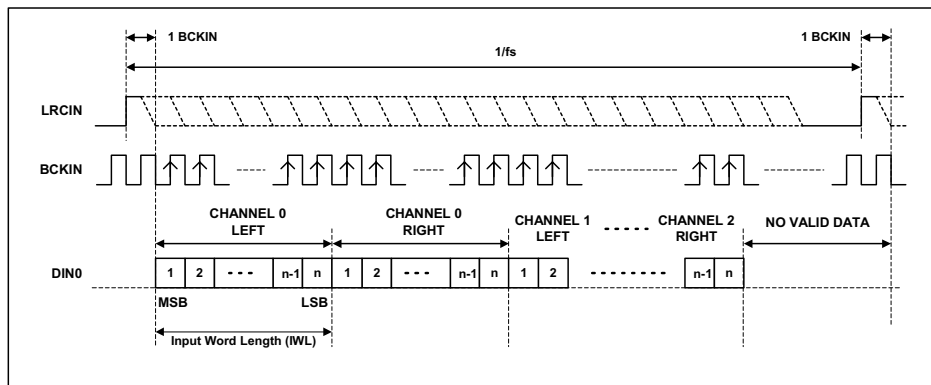 1 BCKIN
1 BCKIN
1/fs
LRCIN
BCKIN
CHANNEL 0 LEFT
CHANNEL 0 RIGHT
CHANNEL 1 LEFT
CHANNEL 2 RIGHT
NO VALID DATA
DIN0
1 2 n-1 n 1 2 n-1 n 1 2 n-1 n
MSB LSB
Input Word Length (IWL)